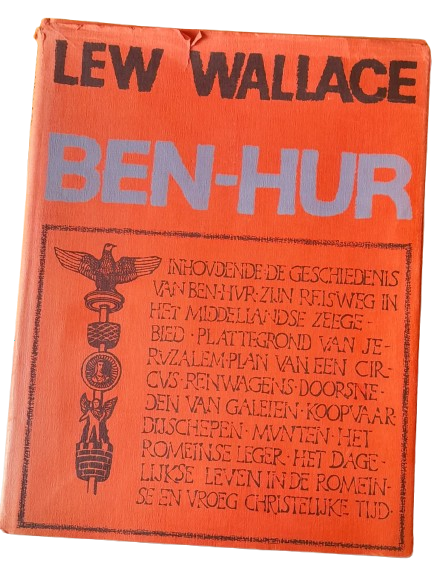 LEW WALLACE
BEN-HUR
INHOVDENDE·DE GESCHIEDENIS
VAN BEN-HVR·ZIJN REISWEG IN
HET MIDDELLANDSE ZEEGE-
BIED·PLATTEGROND VAN JE-
RVZALEM·PLAN VAN EEN CIR-
CVS·RENWAGENS·DOORSNE-
DEN VAN GALEIEN·KOOPVAAR-
DIJSCHEPEN·MVNTEN·HET
ROMEINSE LEGER·HET DAGE-
LIJKSE LEVEN IN DE ROMEIN-
SE EN VROEG CHRISTELIJKE TIJD·